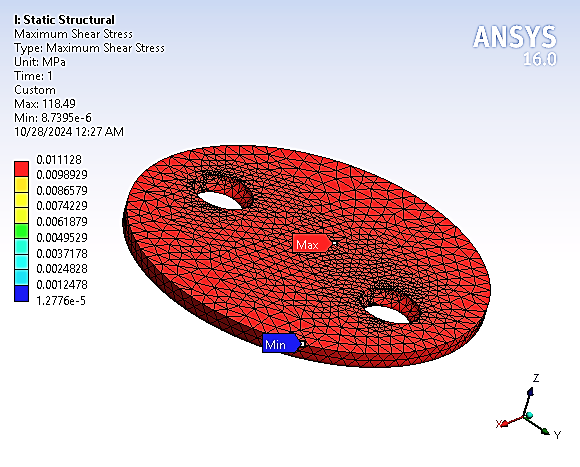 I: Static Structural
Maximum Shear Stress
Type: Maximum Shear Stress
Unit: MPa
Time: 1
Custom
Max: 118.49
Min: 8.7395e-6
10/28/2024 12:27 AM
ANSYS
16.0
0.011128
0.0098929
0.0086579
0.0074229
0.0061879
0.0049529
0.0037178
0.0024828
0.0012478
1.2776e-5
Max
Min
Z
X
Y